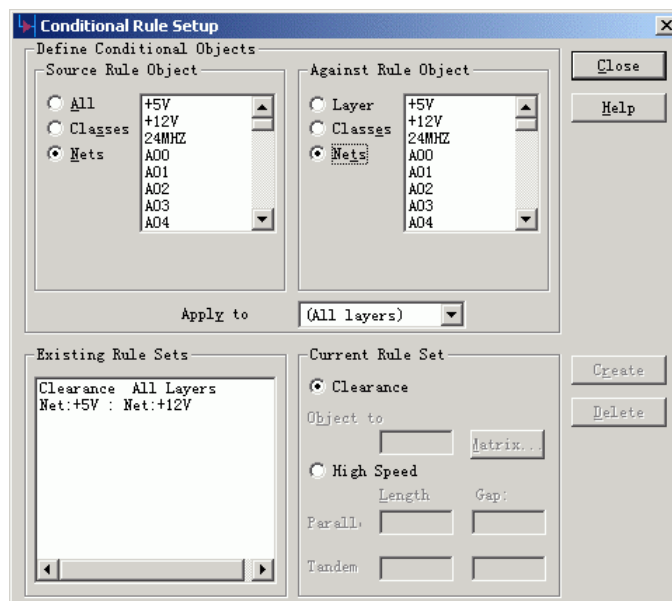 Conditional Rule Setup
Define Conditional Objects
Source Rule Object
All
Classes
Nets
+5V
+12V
24MHZ
A00
A01
A02
A03
A04
Against Rule Object
Layer
Classes
Nets
+5V
+12V
24MHZ
A00
A01
A02
A03
A04
Apply to
(All layers)
Close
Help
Existing Rule Sets
Clearance All Layers
Net:+5V : Net:+12V
Current Rule Set
Clearance
Object to
Matrix...
High Speed
Length Gap:
Parall
Tandem
Create
Delete